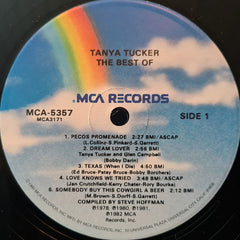 TANYA TUCKER
THE BEST OF
MCA RECORDS
MCA-5357
MCA3171
SIDE 1
1. PECOS PROMENADE 2:27 BMI/ASCAP
(L.Collins-S.Pinkard-S.Garrett)
2. DREAM LOVER 2:56 BMI
Tanya Tucker and Glen Campbell
(Bobby Darin)
3. TEXAS (When I Die) 4:50 BMI
(Ed Bruce-Patsy Bruce-Bobby Borchers)
4. LOVE KNOWS WE TRIED 3:48 BMI/ASCAP
(Jan Crutchfield-Kerry Chater-Rory Bourke)
5. SOMEBODY BUY THIS COWGIRL A BEER 2:12 BMI/ASCAP
(M.Brown-S.Dorff-S.Garrett)
COMPILED BY STEVE HOFFMAN
©1978, ©1980, ©1981,
©1982 MCA